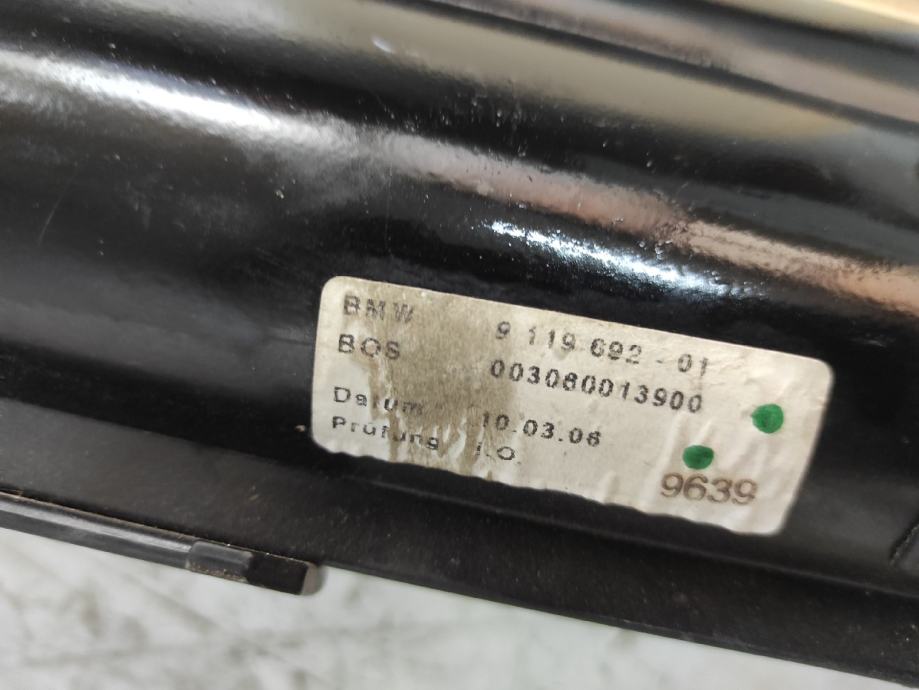 BMW 9 119 692 - 01
BOS 003080013900
Datum 10.03.06
Prüfung i.O.
9639